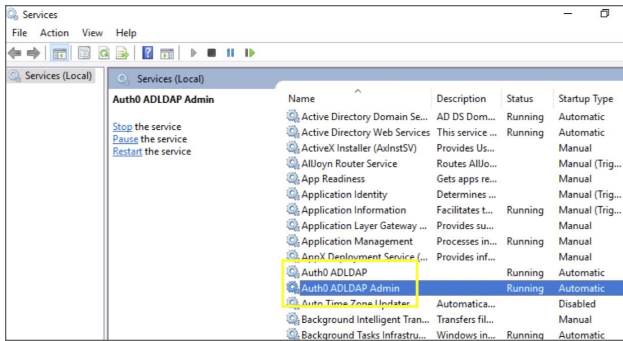 Services
File Action View Help
Services (Local)
Services (Local)
Auth0 ADLDAP Admin
Stop the service
Pause the service
Restart the service
Name Description Status Startup Type
Active Directory Domain Se... AD DS Dom... Running Automatic
Active Directory Web Services This service ... Running Automatic
ActiveX Installer (AxInstSV) Provides Us... Manual
AllJoyn Router Service Routes AllJo... Manual (Trig...
App Readiness Gets apps re... Manual
Application Identity Determines ... Manual (Trig...
Application Information Facilitates t... Running Manual (Trig...
Application Layer Gateway ... Provides su... Manual
Application Management Processes in... Running Manual
AppX Deployment Service (... Provides inf... Manual
Auth0 ADLDAP Running Automatic
Auth0 ADLDAP Admin Running Automatic
Auto Time Zone Updater Automatica... Disabled
Background Intelligent Tran... Transfers fil... Manual
Background Tasks Infrastru... Windows in... Running Automatic